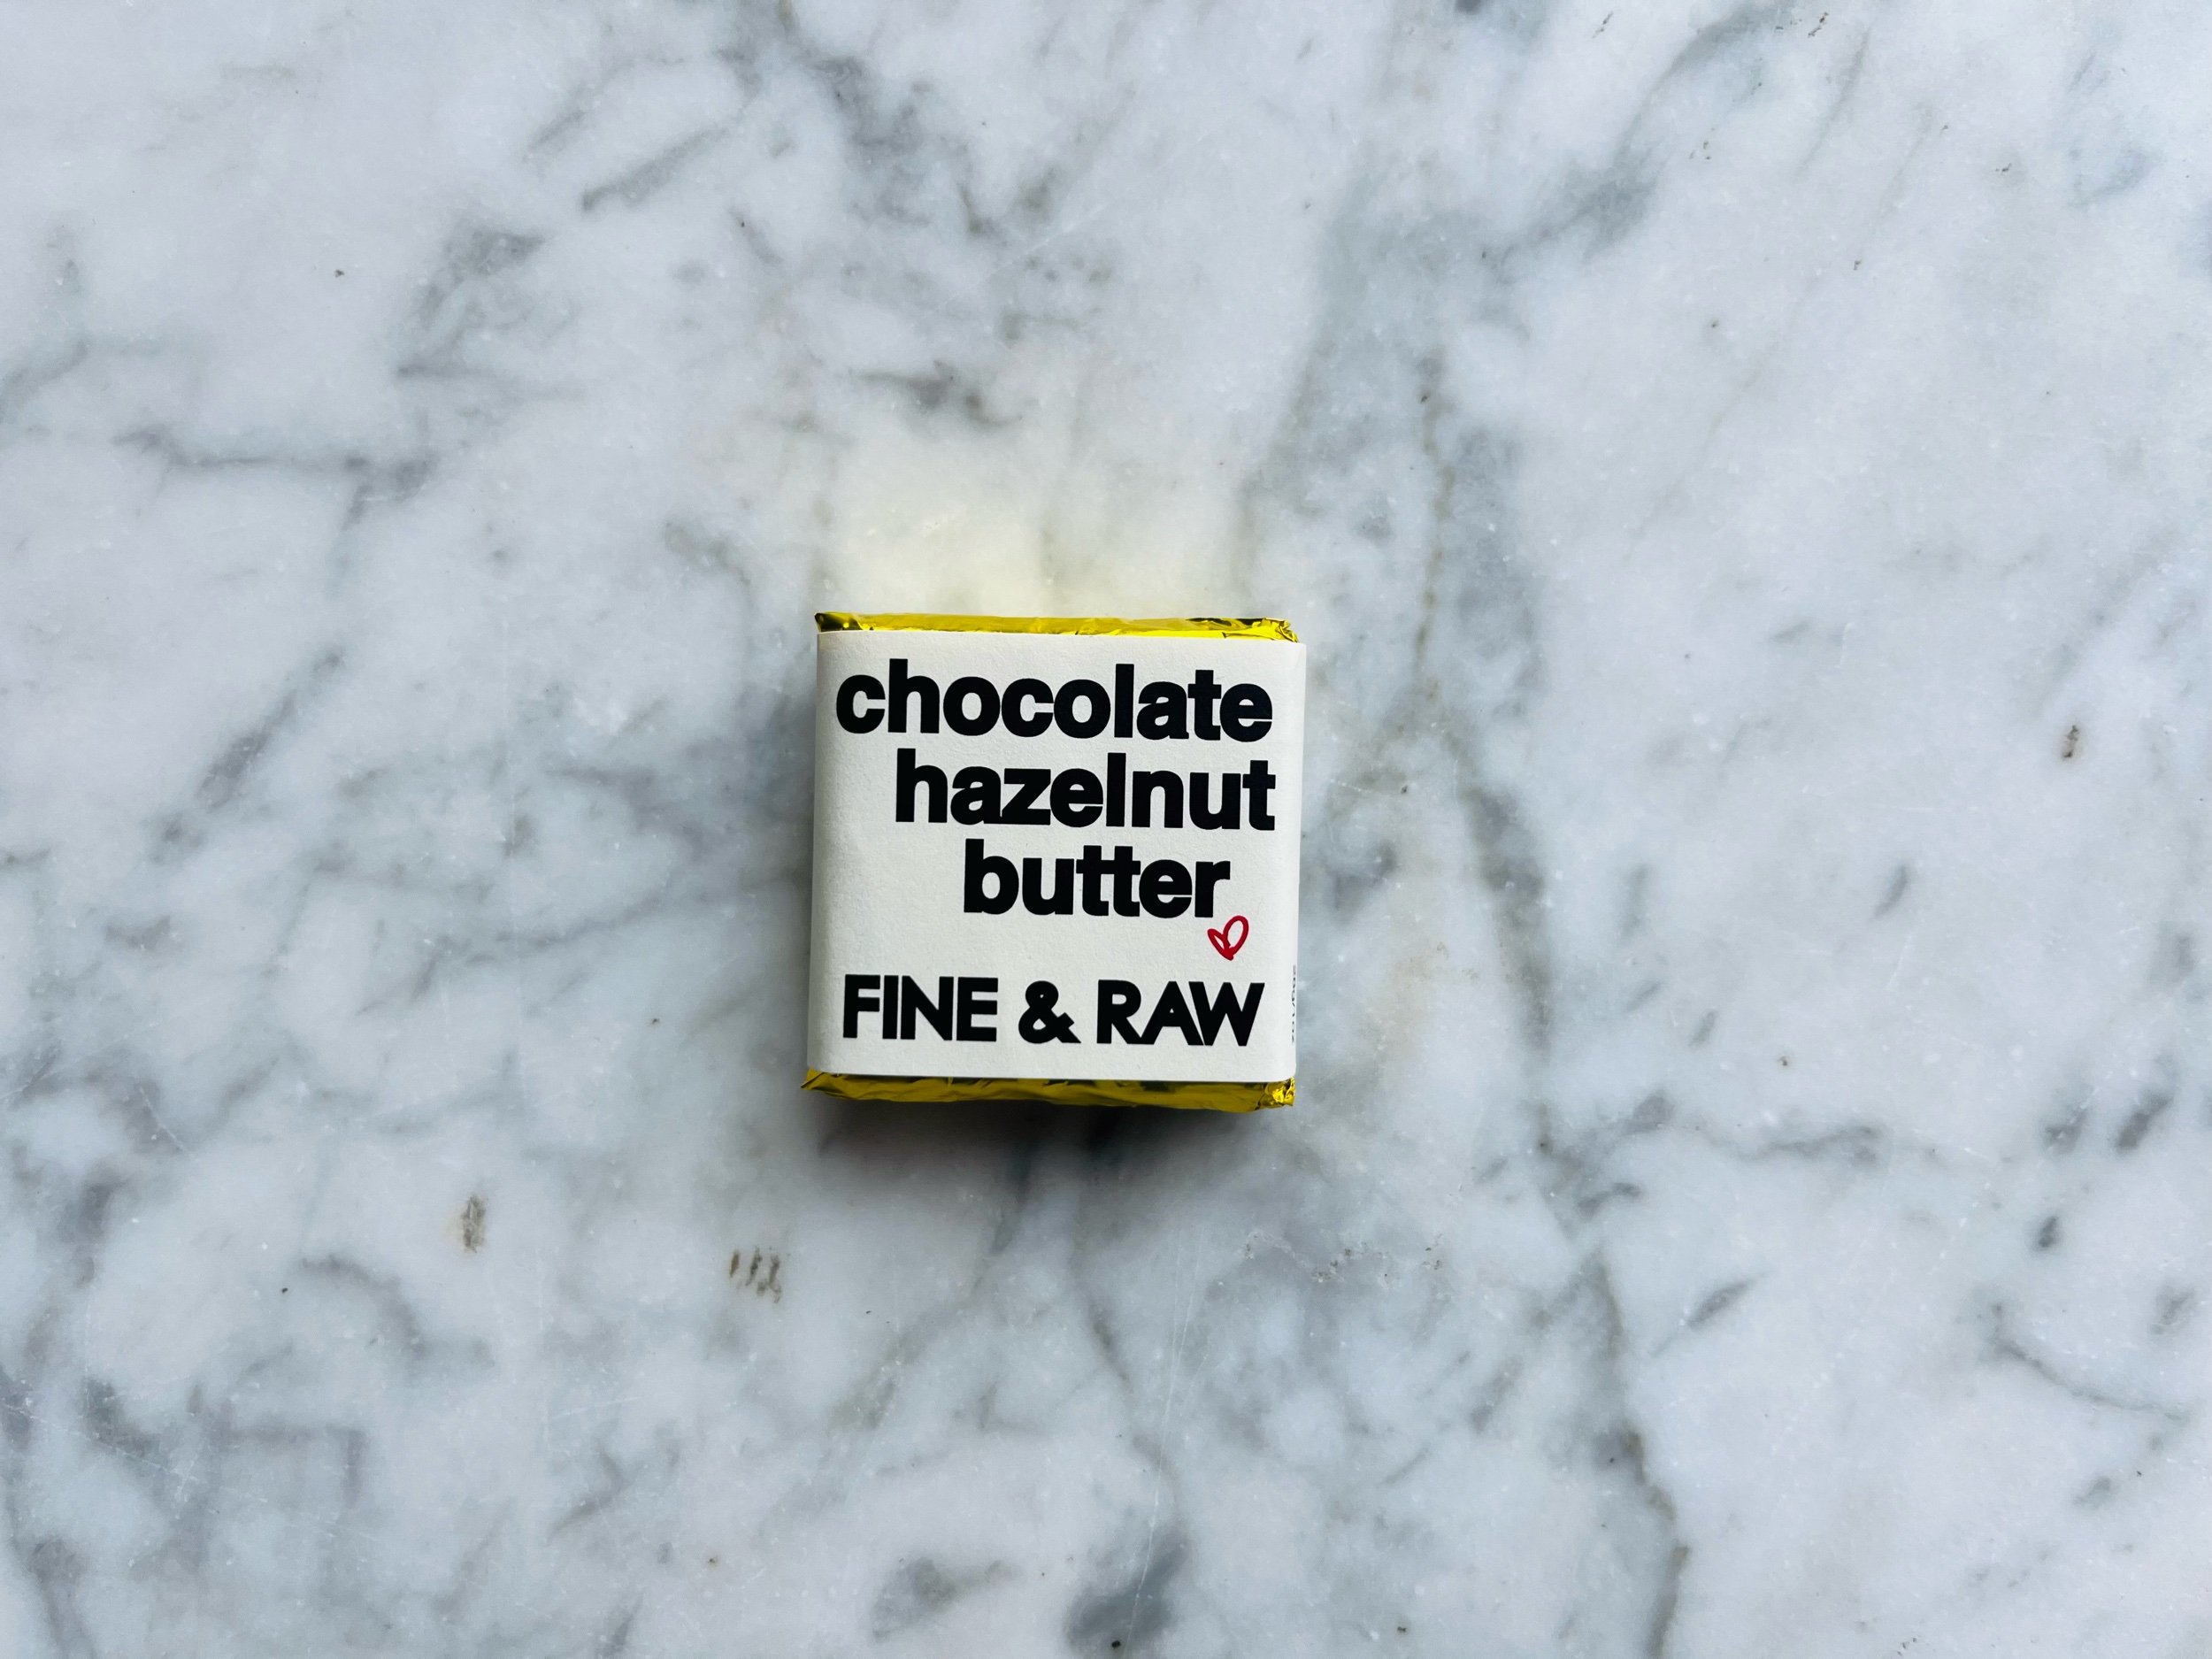 chocolate
hazelnut
butter
FINE & RAW